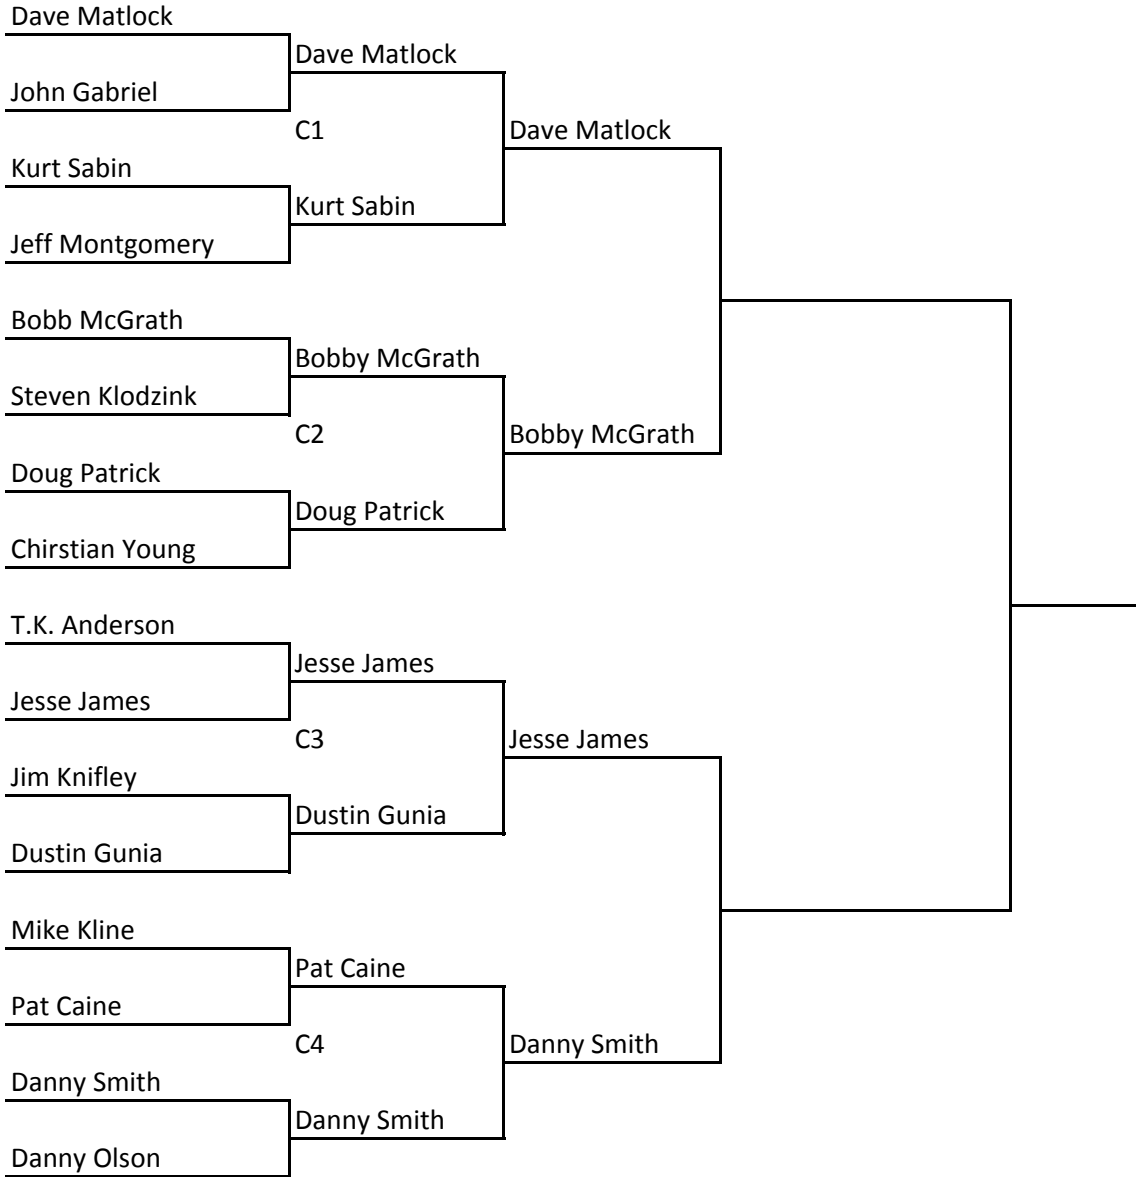 Dave Matlock
Dave Matlock
John Gabriel
C1
Dave Matlock
Kurt Sabin
Kurt Sabin
Jeff Montgomery
Bobb McGrath
Bobby McGrath
Steven Klodzink
C2
Bobby McGrath
Doug Patrick
Doug Patrick
Chirstian Young
T.K. Anderson
Jesse James
Jesse James
C3
Jesse James
Jim Knifley
Dustin Gunia
Dustin Gunia
Mike Kline
Pat Caine
Pat Caine
C4
Danny Smith
Danny Smith
Danny Smith
Danny Olson